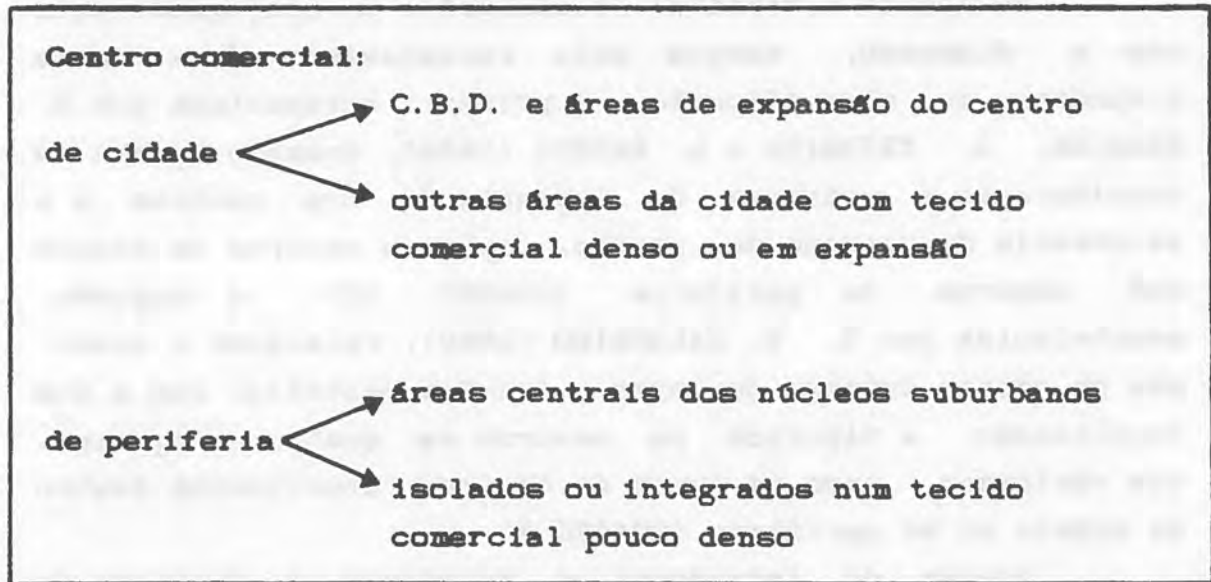 Centro comercial:
C.B.D. e áreas de expansão do centro
de cidade
outras áreas da cidade com tecido
comercial denso ou em expansão
áreas centrais dos núcleos suburbanos
de periferia
isolados ou integrados num tecido
comercial pouco denso